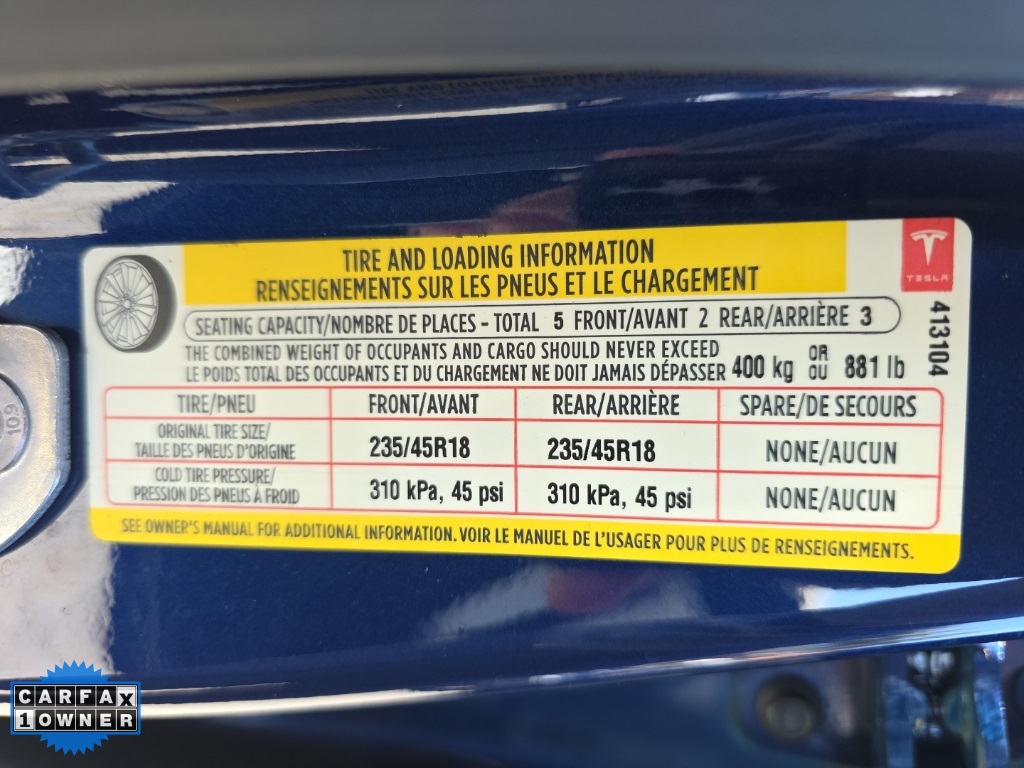 TIRE AND LOADING INFORMATION
RENSEIGNEMENTS SUR LES PNEUS ET LE CHARGEMENT
TESLA
413104
SEATING CAPACITY/NOMBRE DE PLACES - TOTAL 5 FRONT/AVANT 2 REAR/ARRIÈRE 3
THE COMBINED WEIGHT OF OCCUPANTS AND CARGO SHOULD NEVER EXCEED
LE POIDS TOTAL DES OCCUPANTS ET DU CHARGEMENT NE DOIT JAMAIS DÉPASSER 400 kg OR OU 881 lb
TIRE/PNEU FRONT/AVANT REAR/ARRIÈRE SPARE/DE SECOURS
ORIGINAL TIRE SIZE/
TAILLE DES PNEUS D'ORIGINE 235/45R18 235/45R18 NONE/AUCUN
COLD TIRE PRESSURE/
PRESSION DES PNEUS À FROID 310 kPa, 45 psi 310 kPa, 45 psi NONE/AUCUN
SEE OWNER'S MANUAL FOR ADDITIONAL INFORMATION. VOIR LE MANUEL DE L'USAGER POUR PLUS DE RENSEIGNEMENTS.
109
CARFAX
1 OWNER